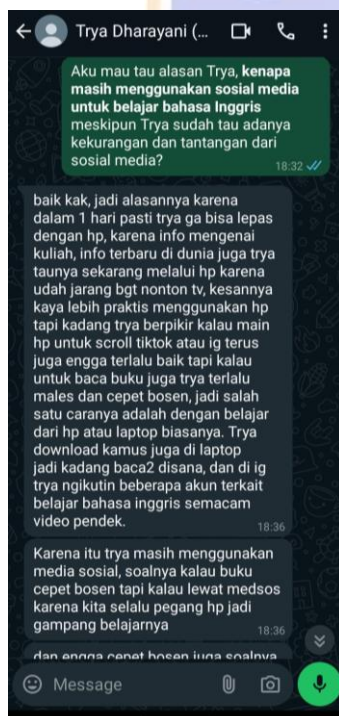 Trya Dharayani (...
Aku mau tau alasan Trya, kenapa
masih menggunakan sosial media
untuk belajar bahasa Inggris
meskipun Trya sudah tau adanya
kekurangan dan tantangan dari
sosial media?
18:32
baik kak, jadi alasannya karena
dalam 1 hari pasti trya ga bisa lepas
dengan hp, karena info mengenai
kuliah, info terbaru di dunia juga trya
taunya sekarang melalui hp karena
udah jarang bgt nonton tv, kesannya
kaya lebih praktis menggunakan hp
tapi kadang trya berpikir kalau main
hp untuk scroll tiktok atau ig terus
juga engga terlalu baik tapi kalau
untuk baca buku juga trya terlalu
males dan cepet bosen, jadi salah
satu caranya adalah dengan belajar
dari hp atau laptop biasanya. Trya
download kamus juga di laptop
jadi kadang baca2 disana, dan di ig
trya ngikutin beberapa akun terkait
belajar bahasa inggris semacam
video pendek.
18:36
Karena itu trya masih menggunakan
media sosial, soalnya kalau buku
cepet bosen tapi kalau lewat medsos
karena kita selalu pegang hp jadi
gampang belajarnya
18:36
dan engga cepet bosen juga soalnya
Message